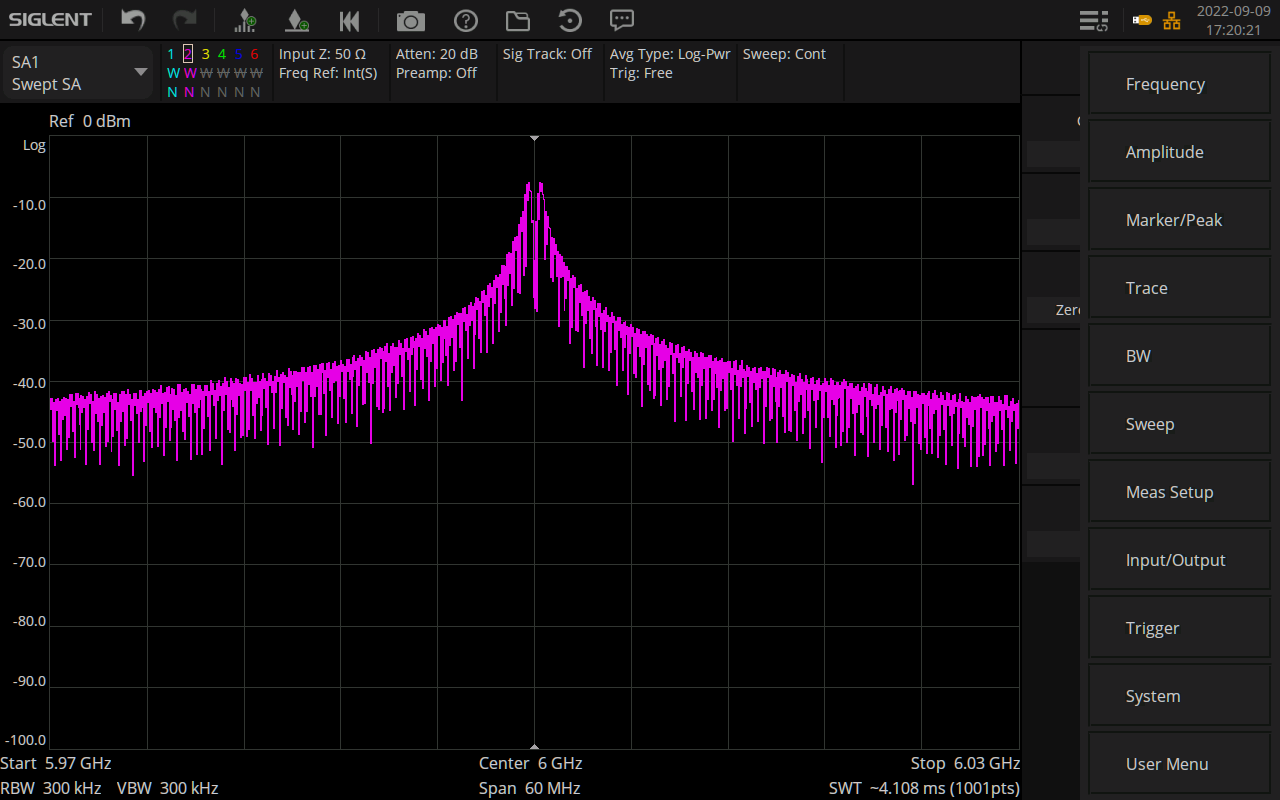 SIGLENT
2022-09-09
17:20:21
SA1
Swept SA
1 2 3 4 5 6
W W W W W W
N N N N N N
Input Z: 50 Ω
Freq Ref: Int(S)
Atten: 20 dB
Preamp: Off
Sig Track: Off
Avg Type: Log-Pwr
Trig: Free
Sweep: Cont
Ref 0 dBm
Log
-10.0
-20.0
-30.0
-40.0
-50.0
-60.0
-70.0
-80.0
-90.0
-100.0
Start 5.97 GHz
Center 6 GHz
Stop 6.03 GHz
RBW 300 kHz VBW 300 kHz
Span 60 MHz
SWT ~4.108 ms (1001pts)
Frequency
Amplitude
Marker/Peak
Trace
BW
Sweep
Meas Setup
Input/Output
Trigger
System
User Menu